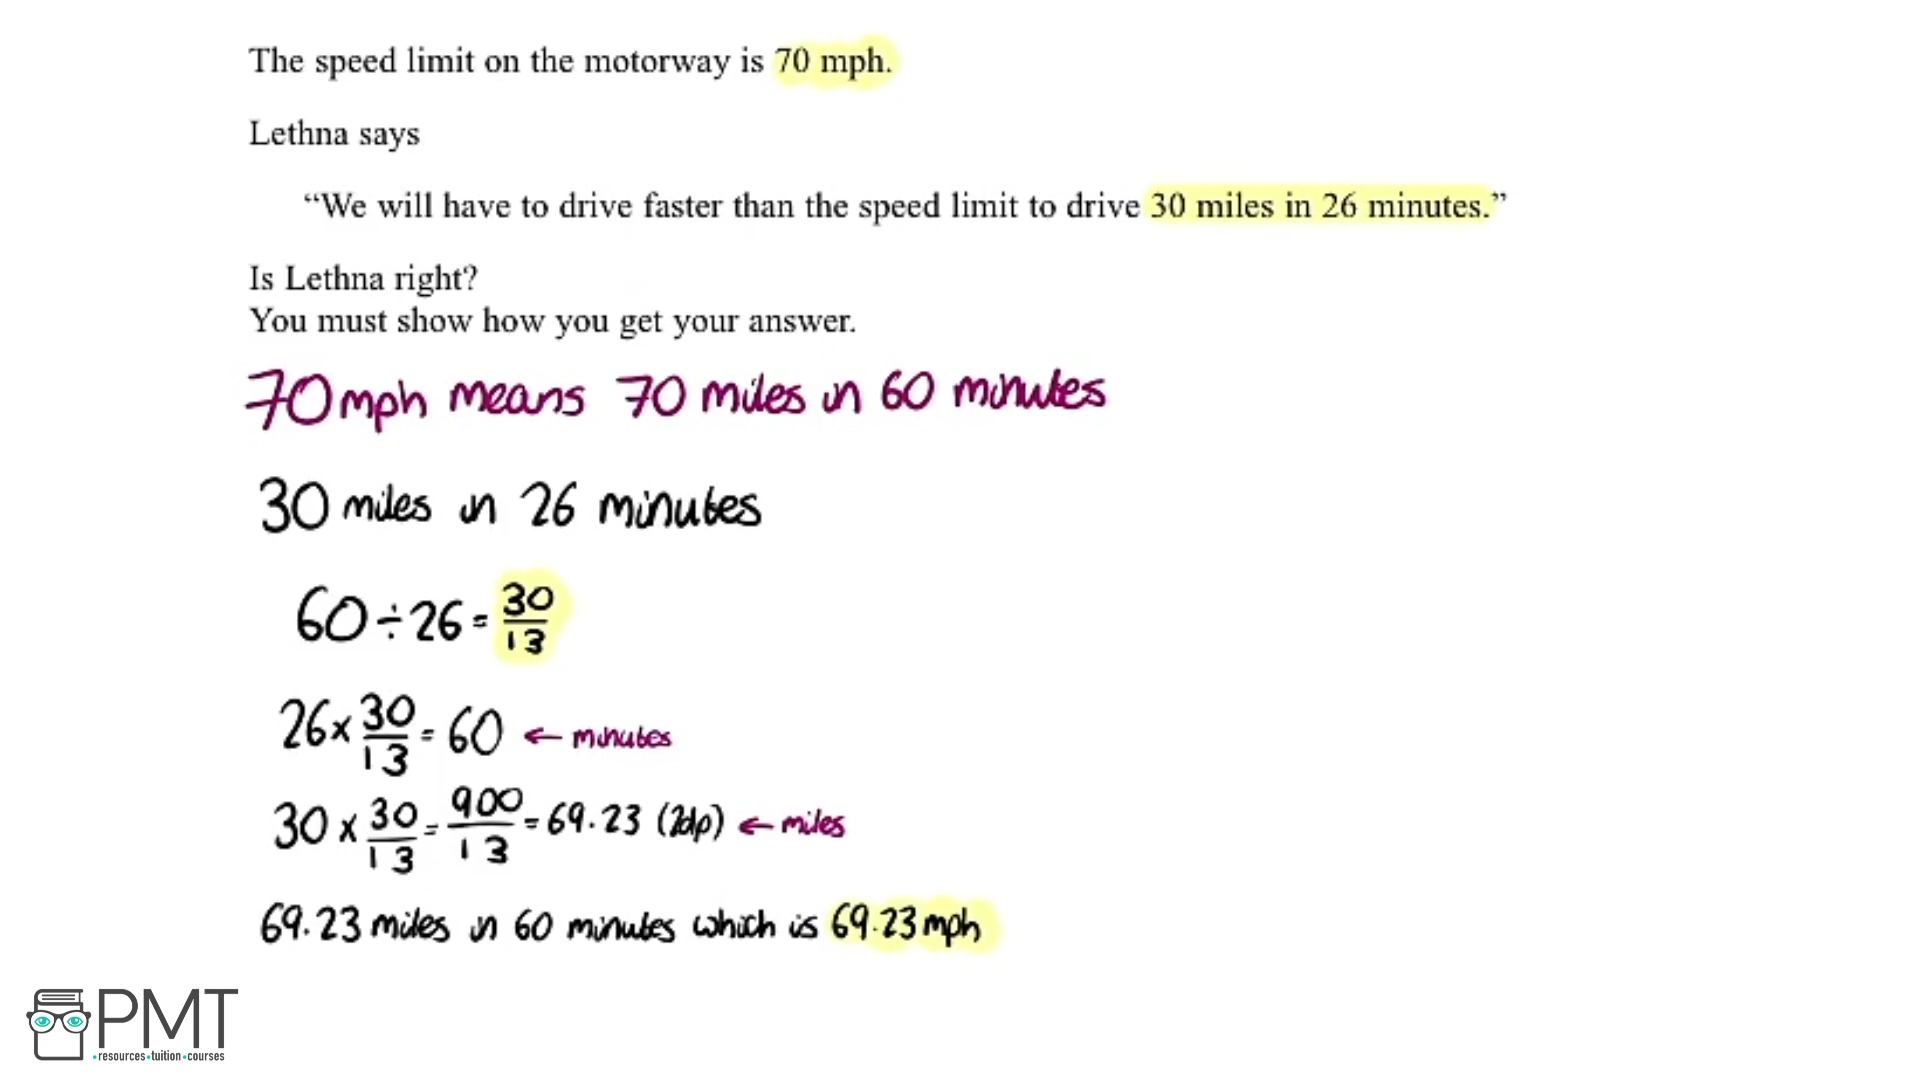 The speed limit on the motorway is 70 mph.
Lethna says
“We will have to drive faster than the speed limit to drive 30 miles in 26 minutes.”
Is Lethna right?
You must show how you get your answer.
70mph means 70 miles in 60 minutes
30 miles in 26 minutes
60÷26 = 30/13
26× 30/13 = 60 ← minutes
30 × 30/13 = 900/13 = 69.23 (2dp) ← miles
69.23 miles in 60 minutes which is 69.23mph
PMT
•resources•tuition•courses